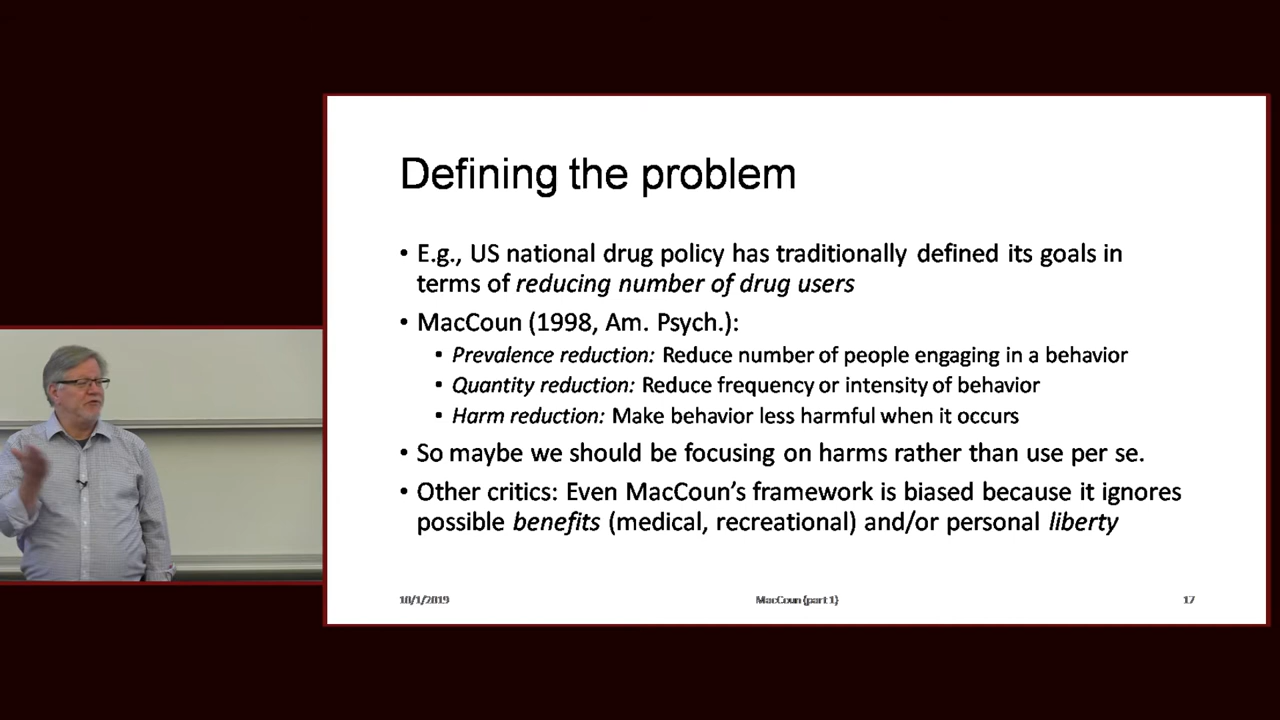 Defining the problem
• E.g., US national drug policy has traditionally defined its goals in
terms of reducing number of drug users
• MacCoun (1998, Am. Psych.):
▪ Prevalence reduction: Reduce number of people engaging in a behavior
▪ Quantity reduction: Reduce frequency or intensity of behavior
▪ Harm reduction: Make behavior less harmful when it occurs
• So maybe we should be focusing on harms rather than use per se.
• Other critics: Even MacCoun's framework is biased because it ignores
possible benefits (medical, recreational) and/or personal liberty
10/1/2019
MacCoun (part 1)
17